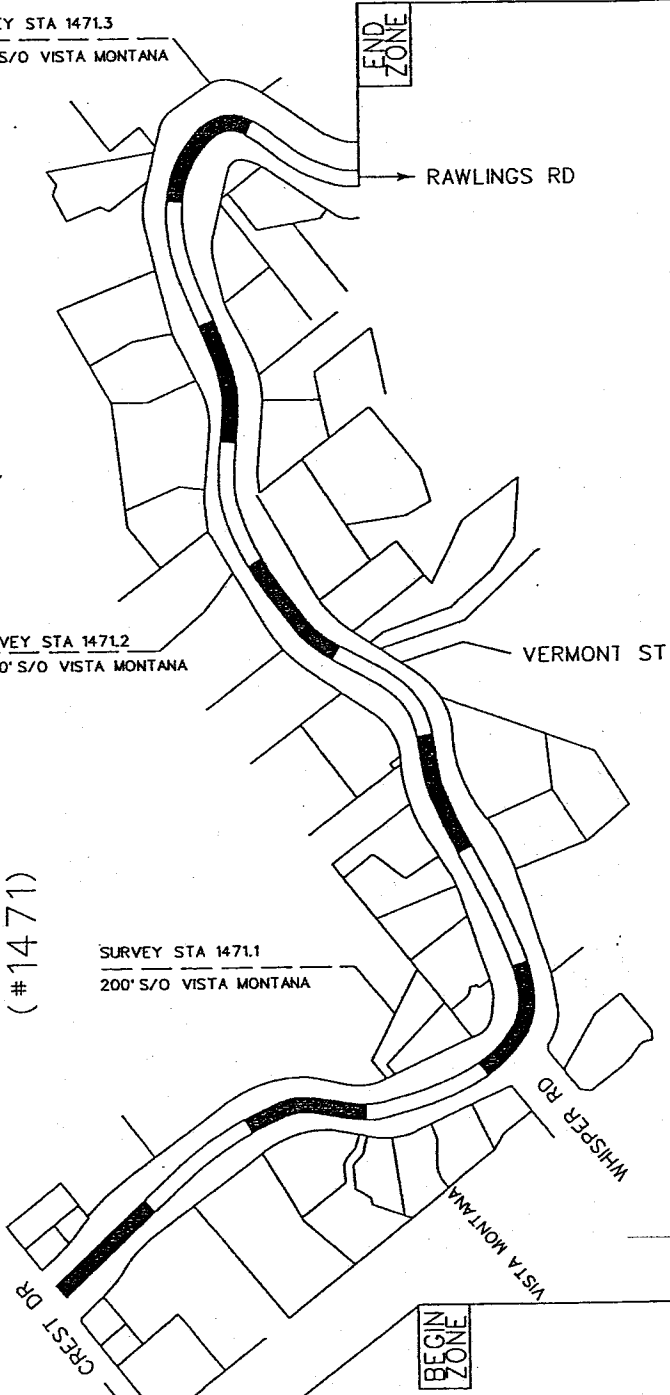 EY STA 1471.3
S/O VISTA MONTANA
END
ZONE
RAWLINGS RD
VEY STA 1471.2
0' S/O VISTA MONTANA
VERMONT ST
(#1471)
SURVEY STA 1471.1
200' S/O VISTA MONTANA
WHISPER RD
VISTA MONTANA
CREST DR
BEGIN
ZONE